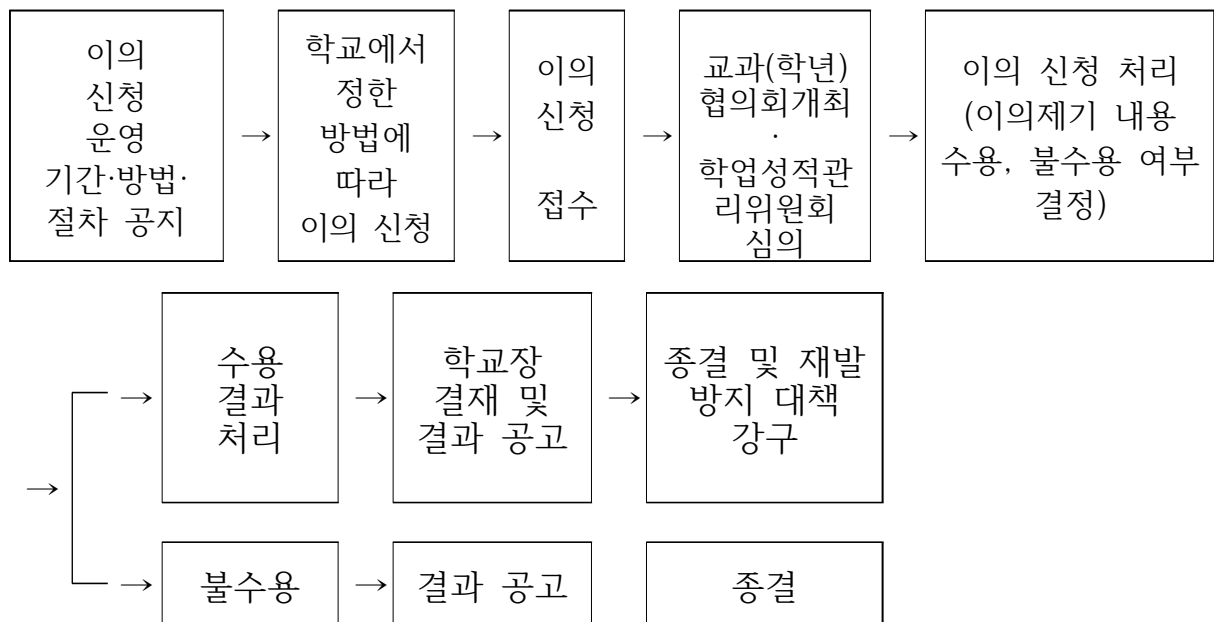 이의
신청
운영
기간·방법·
절차 공지
→
학교에서
정한
방법에
따라
이의 신청
→
이의
신청
접수
→
교과(학년)
협의회개최
·
학업성적관
리위원회
심의
→
이의 신청 처리
(이의제기 내용
수용, 불수용 여부
결정)
→
→
수용
결과
처리
→
학교장
결재 및
결과 공고
→
종결 및 재발
방지 대책
강구
→
불수용
→
결과 공고
종결